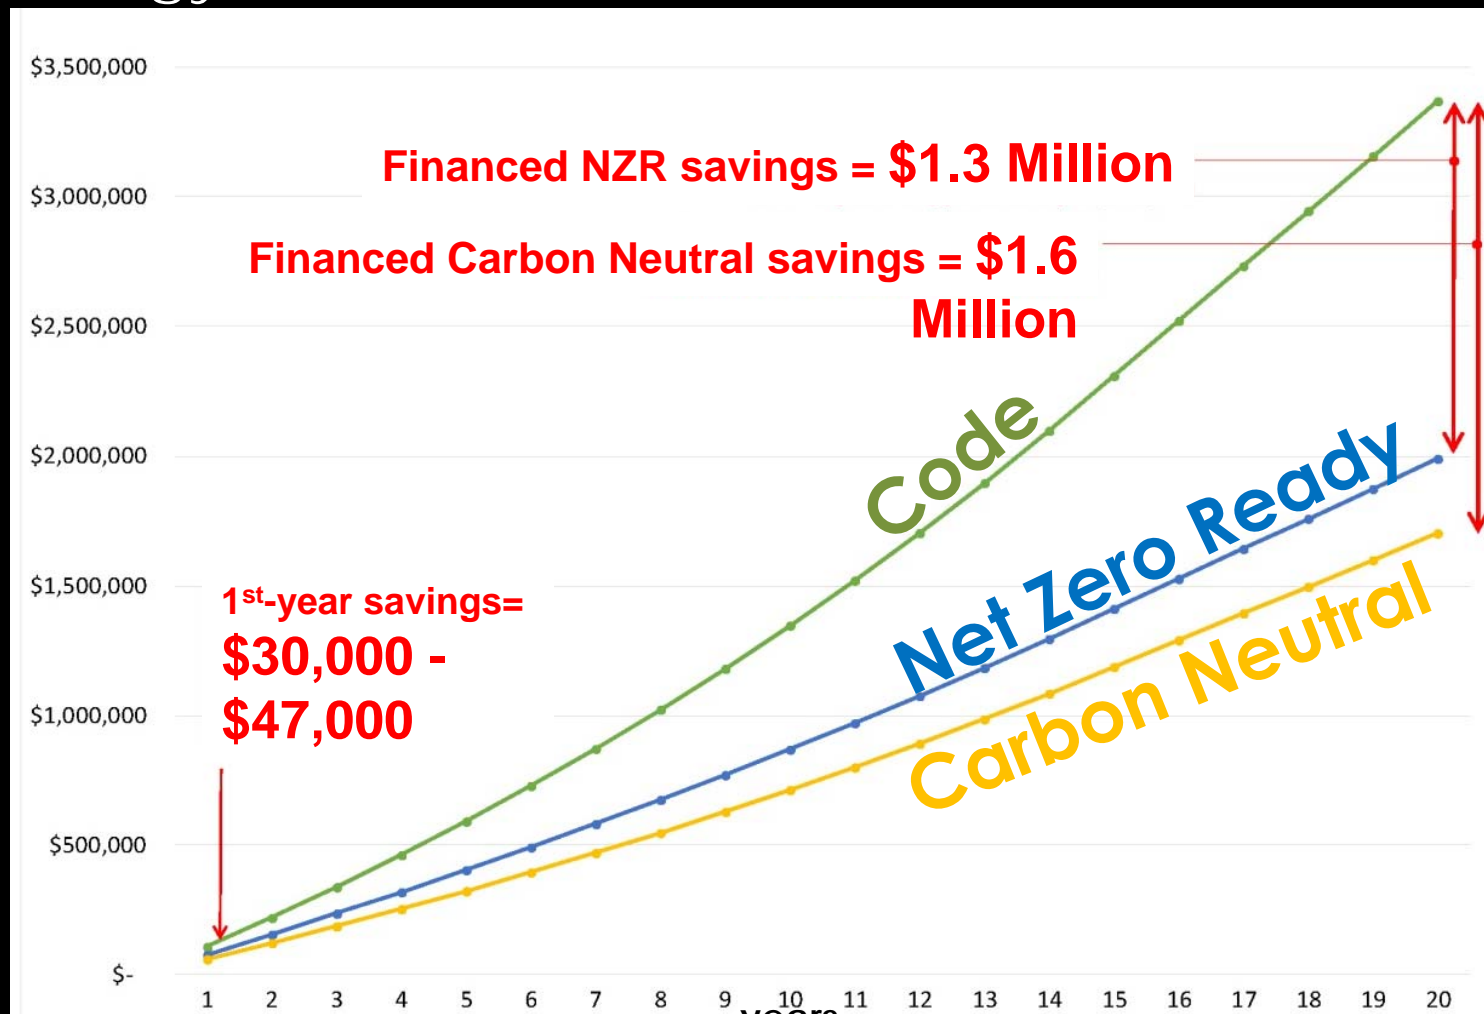 $3,500,000
Financed NZR savings = $1.3 Million
$3,000,000
Financed Carbon Neutral savings = $1.6
Million
$2,500,000
Code
$2,000,000
Net Zero Ready
$1,500,000
Carbon Neutral
1st-year savings=
$30,000 -
$47,000
$1,000,000
$500,000
$-
1 2 3 4 5 6 7 8 9 10 11 12 13 14 15 16 17 18 19 20
years